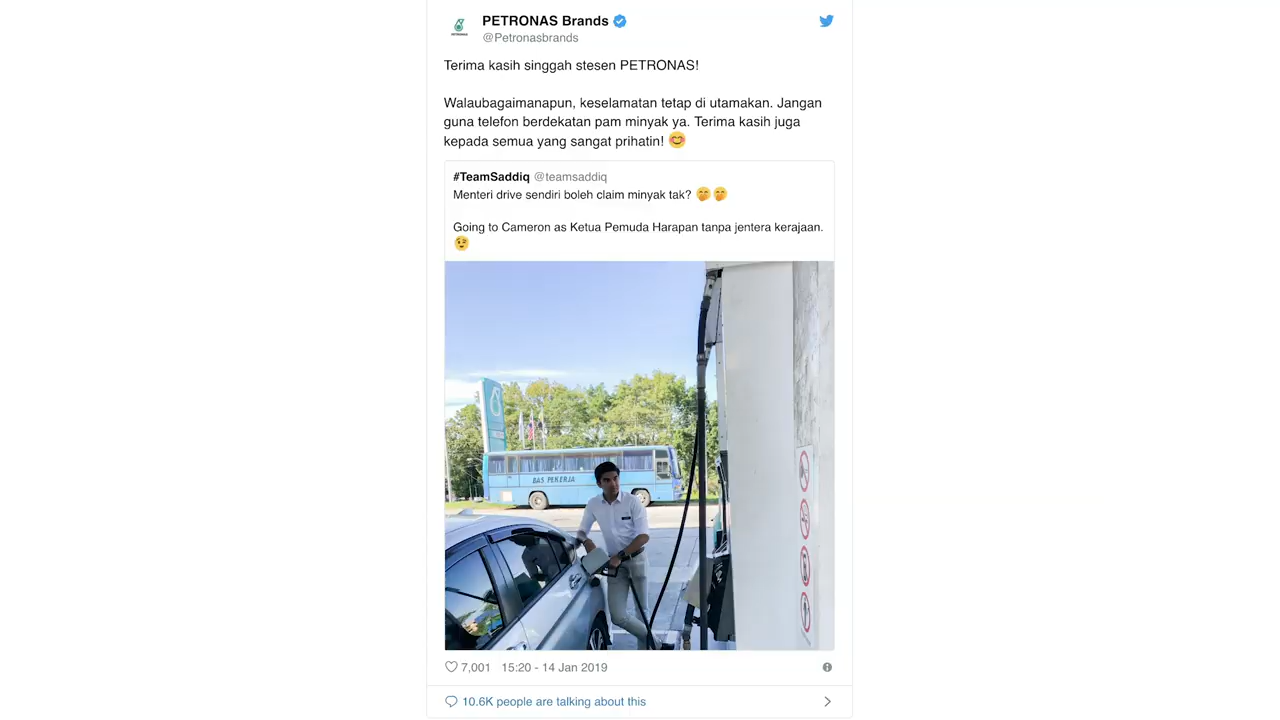 PETRONAS Brands
@Petronasbrands
PETRONAS
Terima kasih singgah stesen PETRONAS!
Walaubagaimanapun, keselamatan tetap di utamakan. Jangan
guna telefon berdekatan pam minyak ya. Terima kasih juga
kepada semua yang sangat prihatin! 😊
#TeamSaddiq @teamsaddiq
Menteri drive sendiri boleh claim minyak tak? 🤭🤭
Going to Cameron as Ketua Pemuda Harapan tanpa jentera kerajaan.
😉
BAS PEKERJA
7,001 15:20 - 14 Jan 2019
10.6K people are talking about this